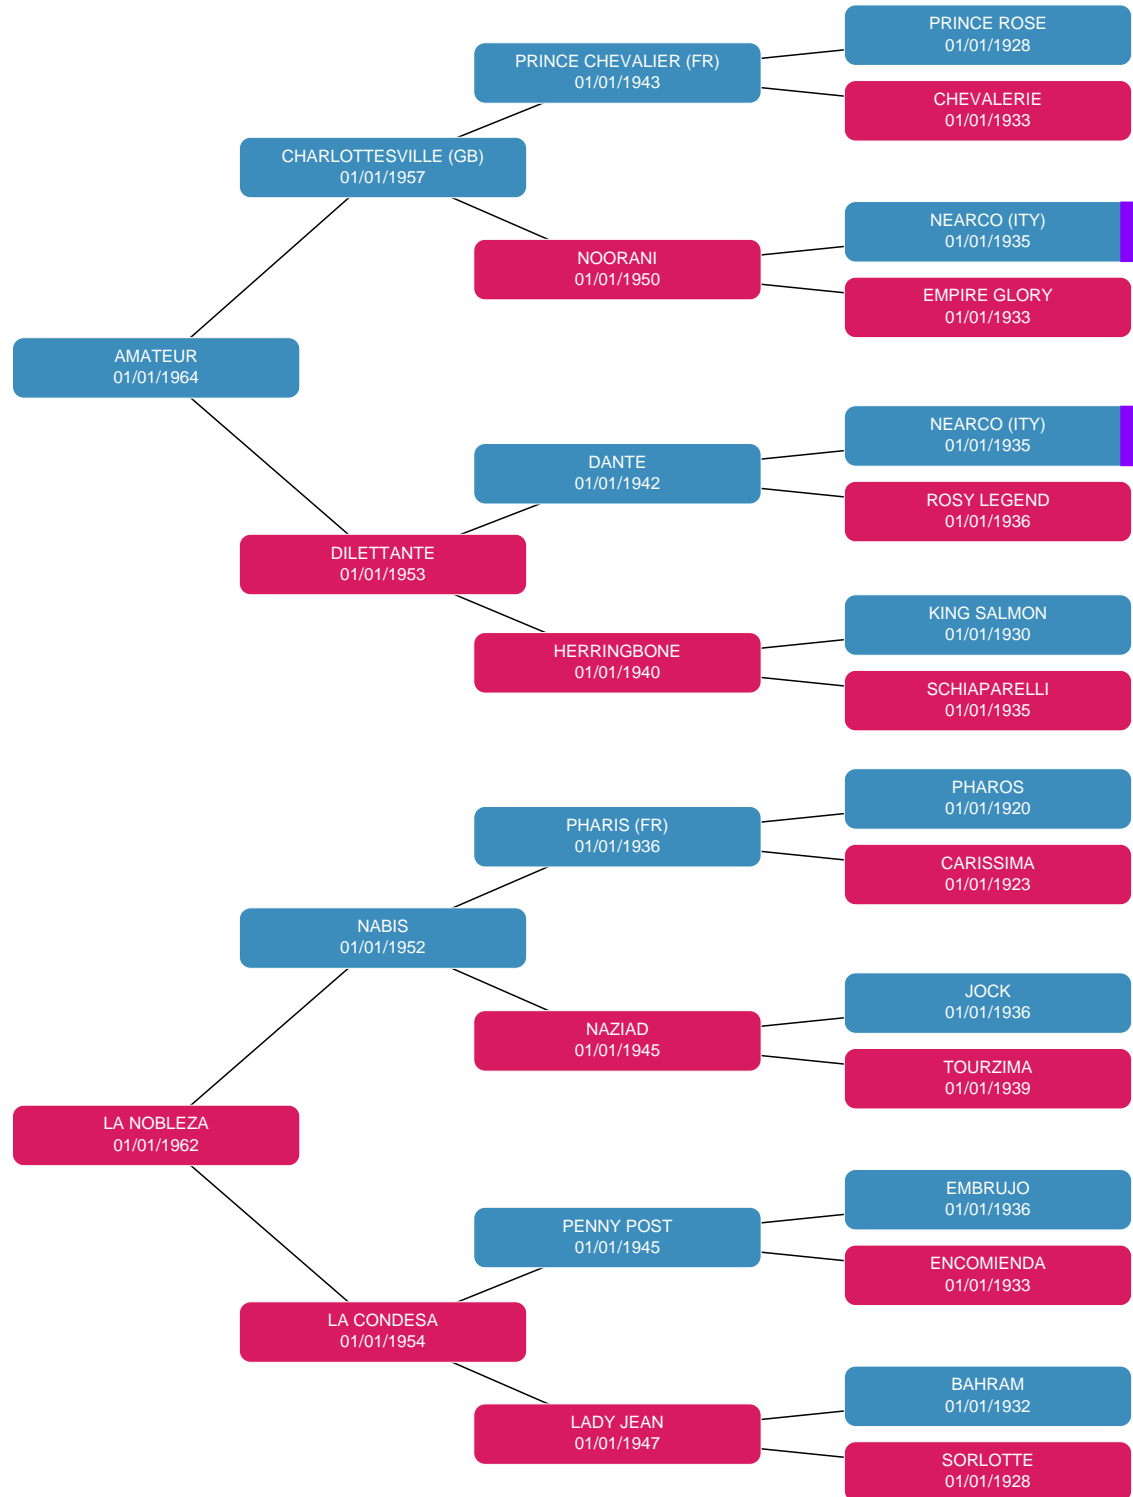 PRINCE ROSE
01/01/1928
PRINCE CHEVALIER (FR)
01/01/1943
CHEVALERIE
01/01/1933
CHARLOTTESVILLE (GB)
01/01/1957
NEARCO (ITY)
01/01/1935
NOORANI
01/01/1950
EMPIRE GLORY
01/01/1933
AMATEUR
01/01/1964
NEARCO (ITY)
01/01/1935
DANTE
01/01/1942
ROSY LEGEND
01/01/1936
DILETTANTE
01/01/1953
KING SALMON
01/01/1930
HERRINGBONE
01/01/1940
SCHIAPARELLI
01/01/1935
PHAROS
01/01/1920
PHARIS (FR)
01/01/1936
CARISSIMA
01/01/1923
NABIS
01/01/1952
JOCK
01/01/1936
NAZIAD
01/01/1945
TOURZIMA
01/01/1939
LA NOBLEZA
01/01/1962
EMBRUJO
01/01/1936
PENNY POST
01/01/1945
ENCOMIENDA
01/01/1933
LA CONDESA
01/01/1954
BAHRAM
01/01/1932
LADY JEAN
01/01/1947
SORLOTTE
01/01/1928